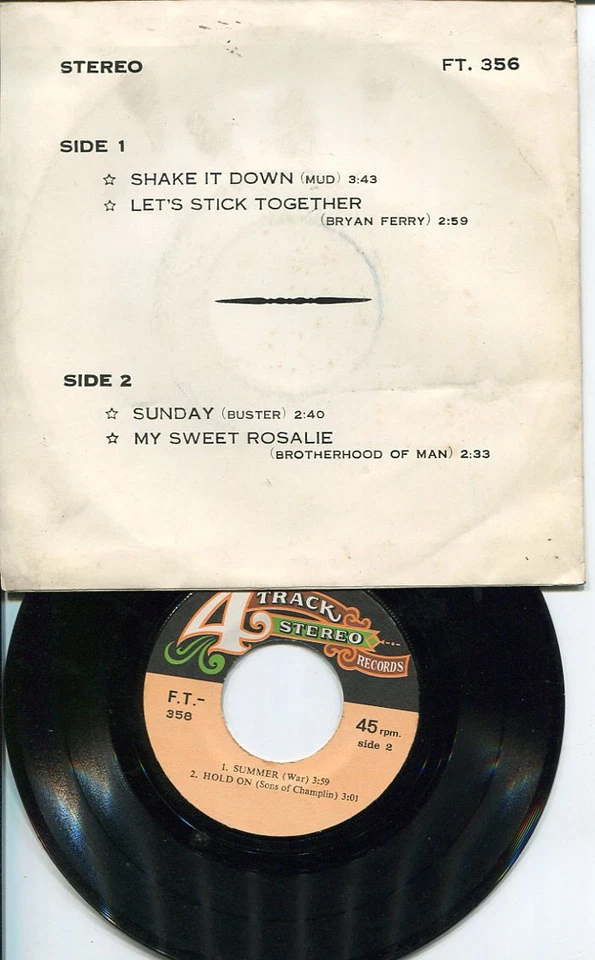 STEREO FT. 356
SIDE 1
☆ SHAKE IT DOWN (MUD) 3:43
☆ LET'S STICK TOGETHER
(BRYAN FERRY) 2:59
SIDE 2
☆ SUNDAY (BUSTER) 2:40
☆ MY SWEET ROSALIE
(BROTHERHOOD OF MAN) 2:33
4 TRACK
STEREO
RECORDS
F.T.-
358
45 rpm.
side 2
1. SUMMER (War) 3:59
2. HOLD ON (Sons of Champlin) 3:01